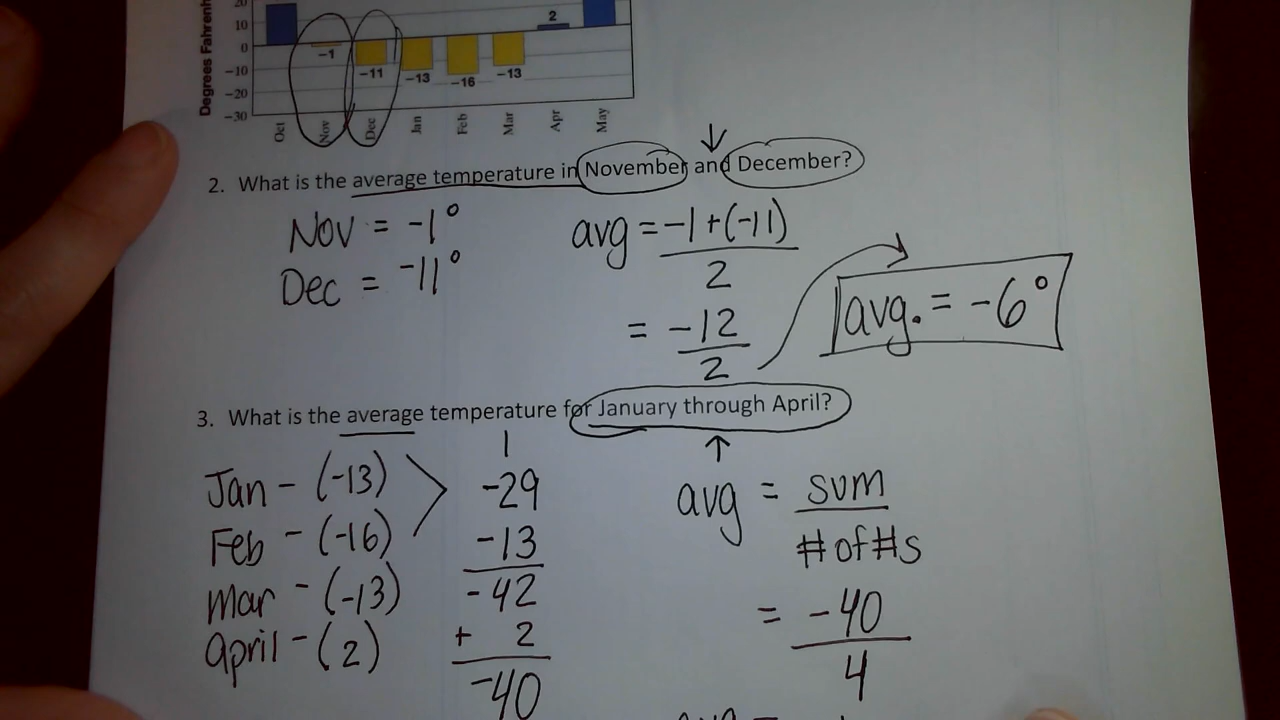 Degrees Fahrenh
20
10
0
-10
-20
-30
-1
-11
-13
-16
-13
2
Oct
Nov
Dec
Jan
Feb
Mar
Apr
May
2. What is the average temperature in November and December?
Nov = -1°
Dec = -11°
avg = -1+(-11)
2
= -12
2
avg. = -6°
3. What is the average temperature for January through April?
Jan - (-13)
Feb - (-16)
Mar - (-13)
April - (2)
1
-29
-13
-42
+ 2
-40
avg = sum
# of #s
= -40
4